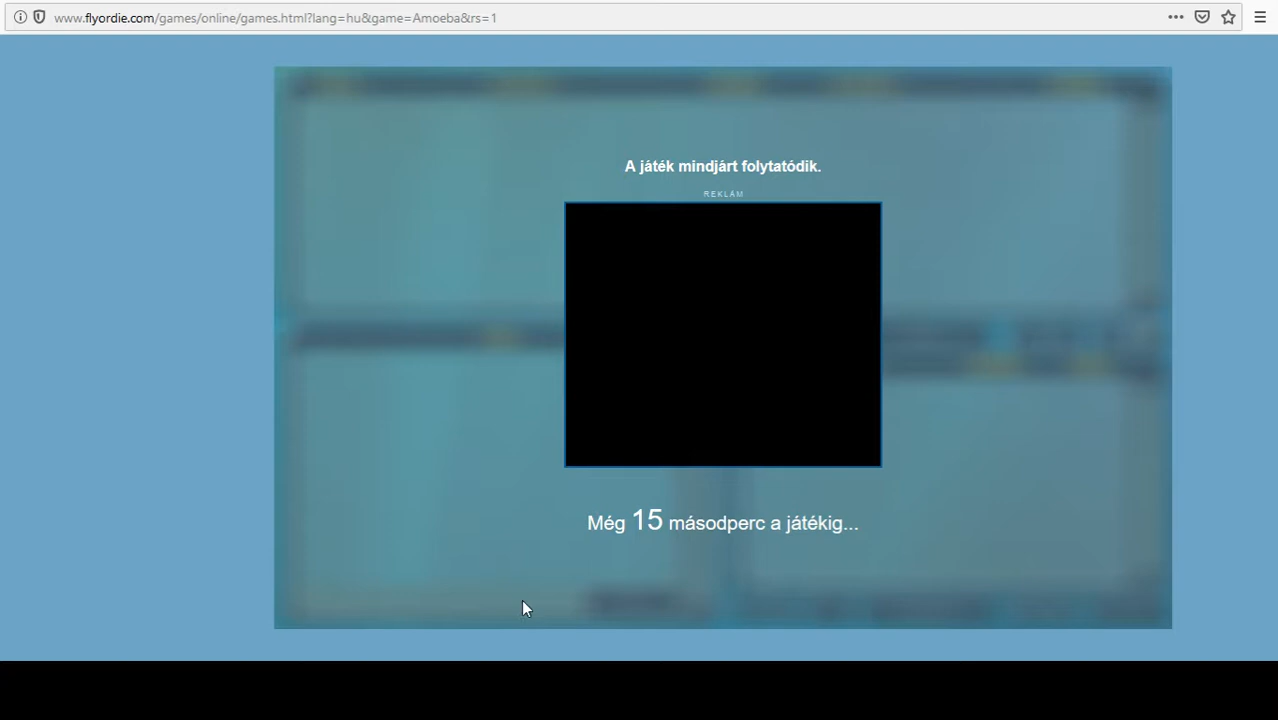 www.flyordie.com/games/online/games.html?lang=hu&game=Amoeba&rs=1
A játék mindjárt folytatódik.
REKLÁM
Még 15 másodperc a játékig...